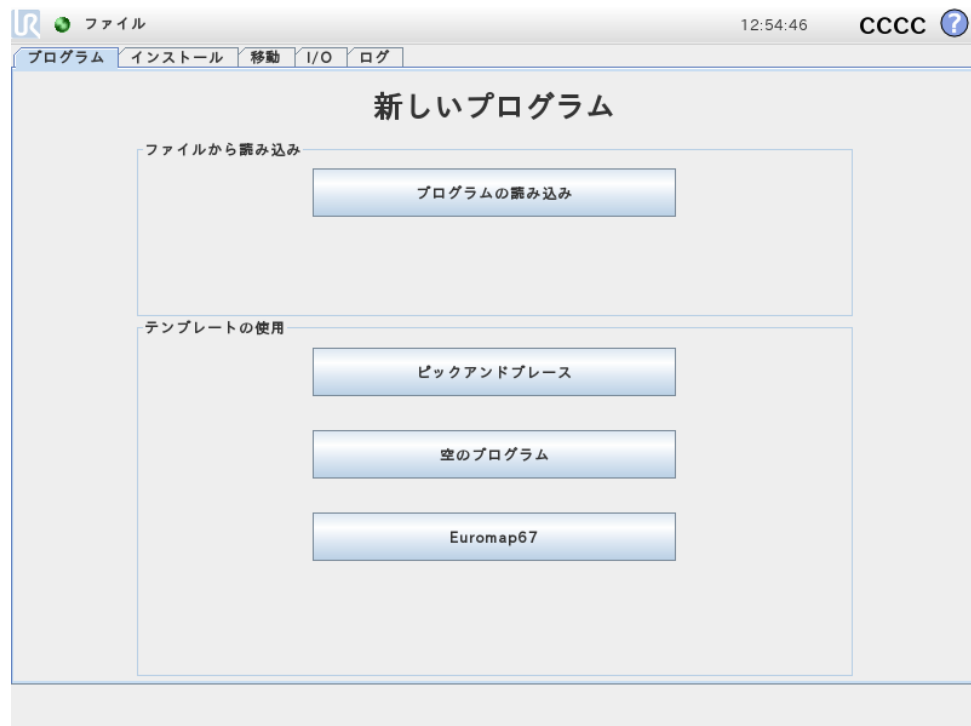 UR ファイル 12:54:46 CCCC ?
プログラム インストール 移動 I/O ログ
新しいプログラム
ファイルから読み込み
プログラムの読み込み
テンプレートの使用
ピックアンドプレース
空のプログラム
Euromap67